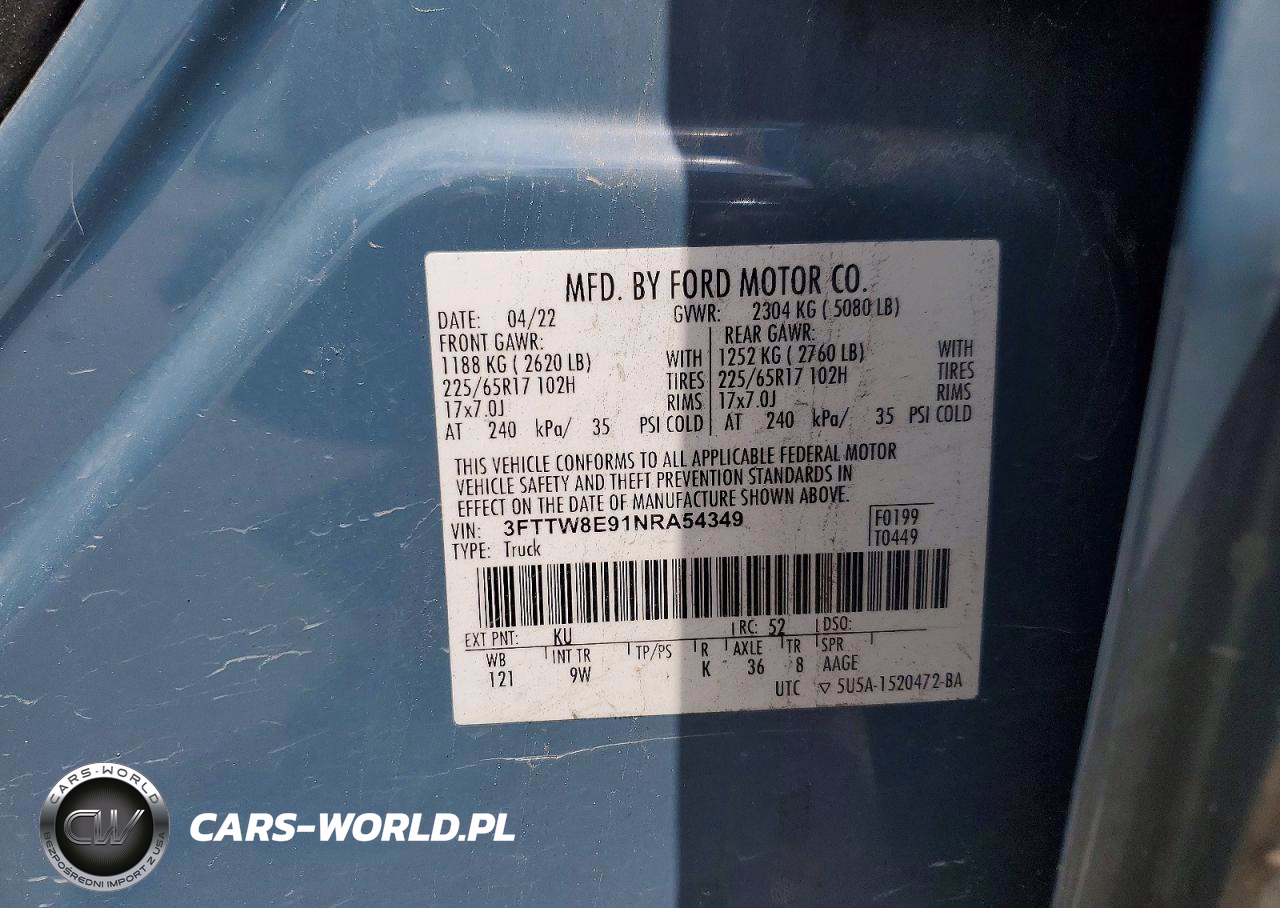 MFD. BY FORD MOTOR CO.
DATE: 04/22 GVWR: 2304 KG ( 5080 LB)
FRONT GAWR: REAR GAWR:
1188 KG ( 2620 LB) WITH 1252 KG ( 2760 LB) WITH
225/65R17 102H TIRES 225/65R17 102H TIRES
17x7.0J RIMS 17x7.0J RIMS
AT 240 kPa/ 35 PSI COLD AT 240 kPa/ 35 PSI COLD
THIS VEHICLE CONFORMS TO ALL APPLICABLE FEDERAL MOTOR
VEHICLE SAFETY AND THEFT PREVENTION STANDARDS IN
EFFECT ON THE DATE OF MANUFACTURE SHOWN ABOVE.
VIN: 3FTTW8E91NRA54349 F0199
TYPE: Truck T0449
EXT PNT: KU RC: 52 DSO:
WB INT TR TP/PS R AXLE TR SPR
121 9W K 36 8 AAGE
UTC ▽ 5U5A-1520472-BA
CARS-WORLD
CW
BEZPOŚREDNI IMPORT Z USA
CARS-WORLD.PL